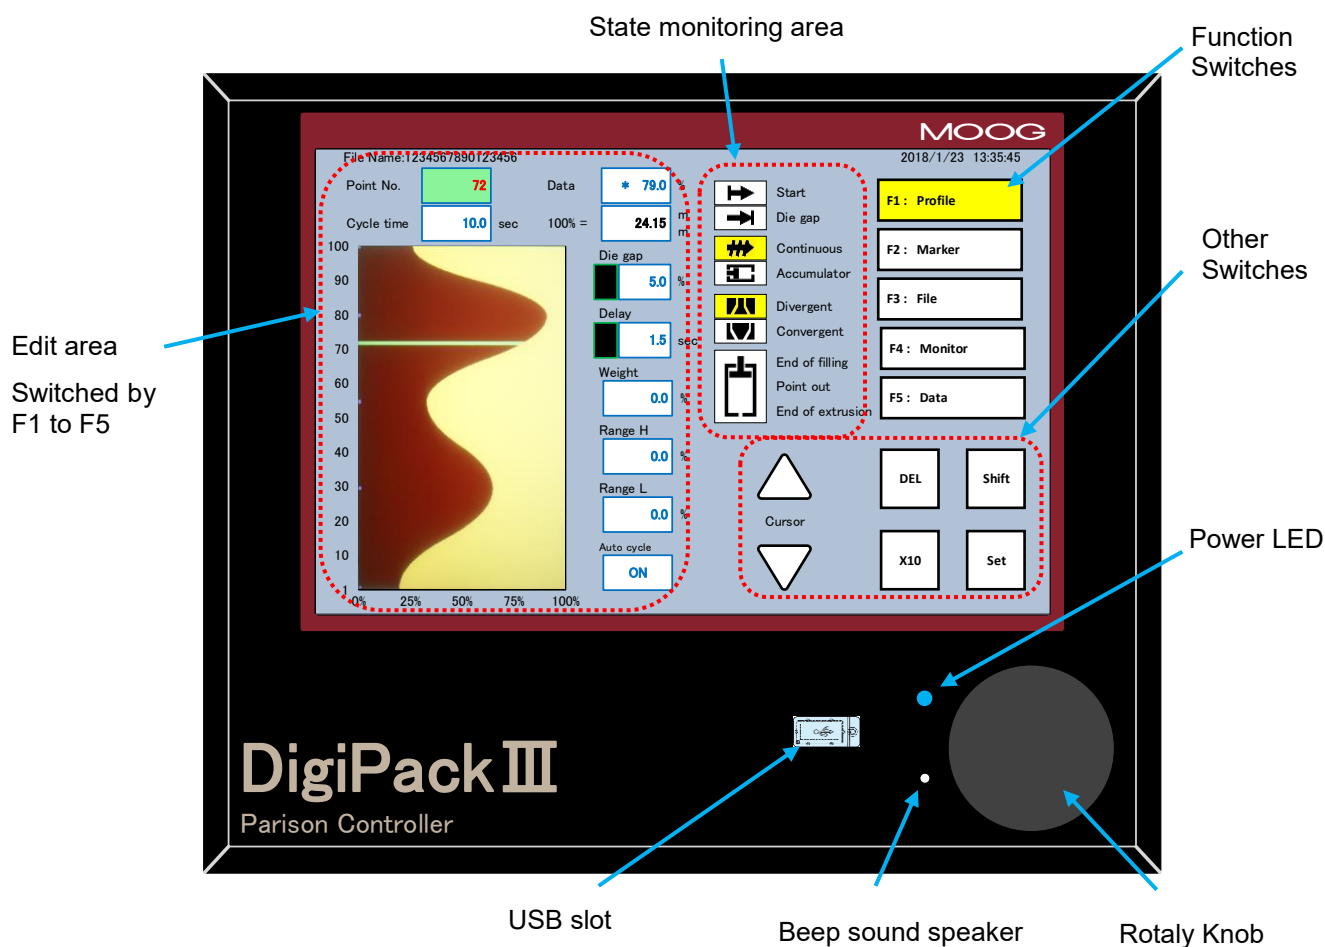 State monitoring area
Function
Switches
MOOG
File Name:1234567890123456
2018/1/23 13:35:45
Point No. 72 Data * 79.0 %
Cycle time 10.0 sec 100% = 24.15 m
m
Start
Die gap
Continuous
Accumulator
Divergent
Convergent
End of filling
Point out
End of extrusion
F1 : Profile
F2 : Marker
F3 : File
F4 : Monitor
F5 : Data
Other
Switches
Edit area
Switched by
F1 to F5
100
90
80
70
60
50
40
30
20
10
1
0% 25% 50% 75% 100%
Die gap
5.0 %
Delay
1.5 sec
Weight
0.0 %
Range H
0.0 %
Range L
0.0 %
Auto cycle
ON
Cursor
DEL
Shift
X10
Set
Power LED
DigiPack III
Parison Controller
USB slot
Beep sound speaker
Rotaly Knob